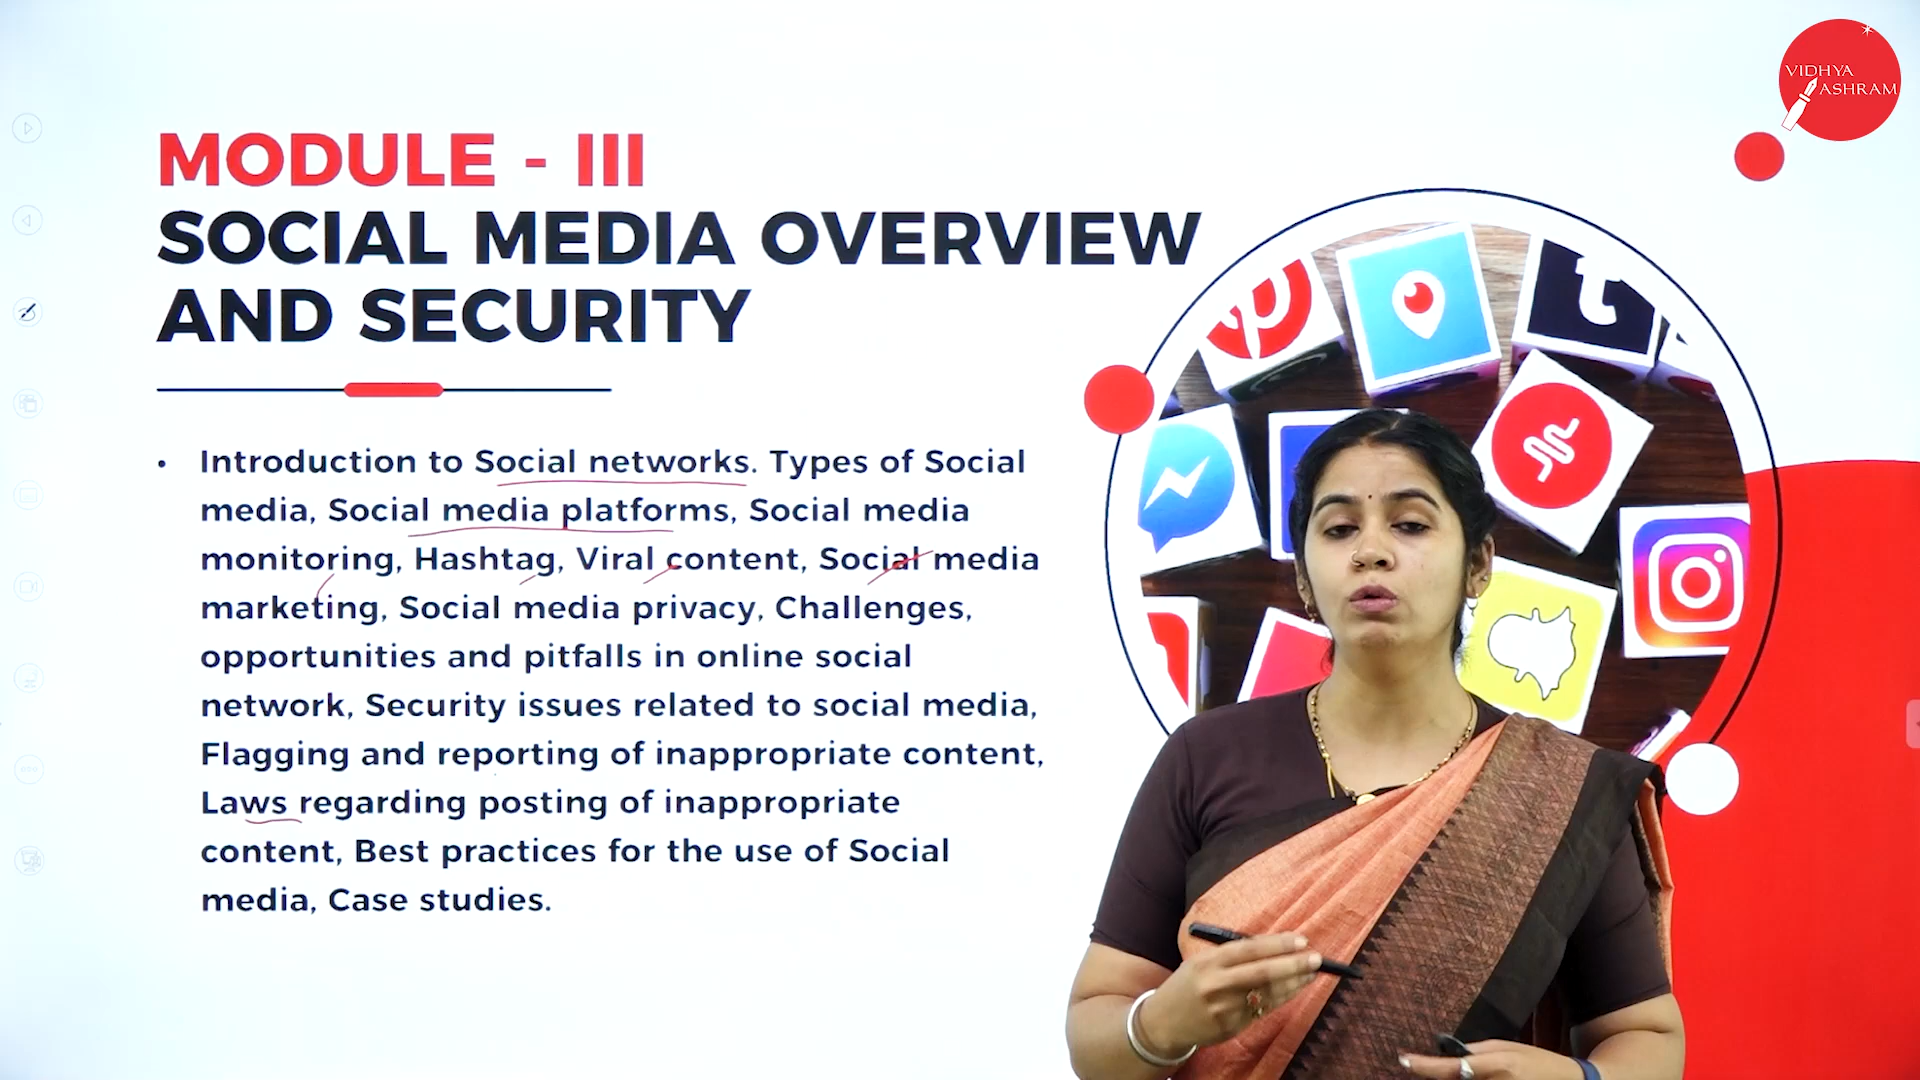 VIDHYA
ASHRAM
MODULE - III
SOCIAL MEDIA OVERVIEW
AND SECURITY
• Introduction to Social networks. Types of Social
media, Social media platforms, Social media
monitoring, Hashtag, Viral content, Social media
marketing, Social media privacy, Challenges,
opportunities and pitfalls in online social
network, Security issues related to social media,
Flagging and reporting of inappropriate content,
Laws regarding posting of inappropriate
content, Best practices for the use of Social
media, Case studies.